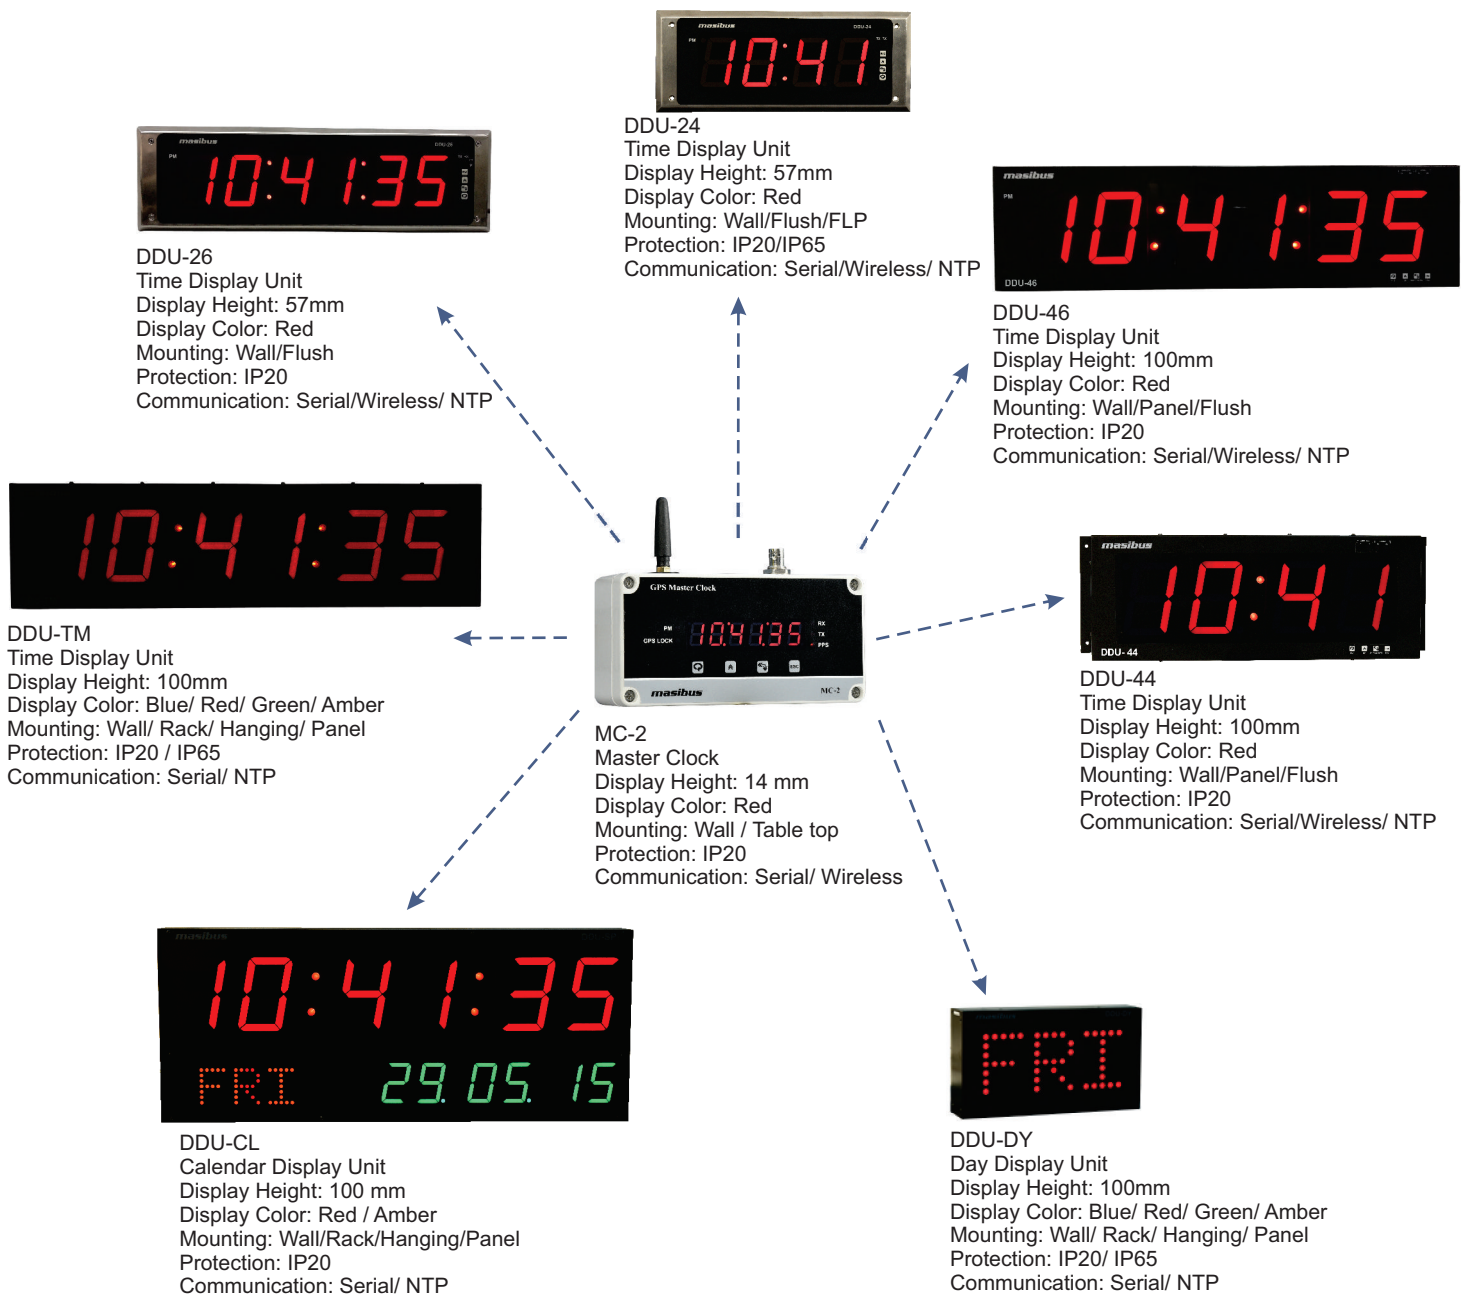 masibus
DDU-24
PM
10:41
DDU-24
Time Display Unit
Display Height: 57mm
Display Color: Red
Mounting: Wall/Flush/FLP
Protection: IP20/IP65
Communication: Serial/Wireless/ NTP
masibus
DDU-26
PM
10:41:35
DDU-26
Time Display Unit
Display Height: 57mm
Display Color: Red
Mounting: Wall/Flush
Protection: IP20
Communication: Serial/Wireless/ NTP
masibus
PM
10:41:35
DDU-46
DDU-46
Time Display Unit
Display Height: 100mm
Display Color: Red
Mounting: Wall/Panel/Flush
Protection: IP20
Communication: Serial/Wireless/ NTP
10:41:35
DDU-TM
Time Display Unit
Display Height: 100mm
Display Color: Blue/ Red/ Green/ Amber
Mounting: Wall/ Rack/ Hanging/ Panel
Protection: IP20 / IP65
Communication: Serial/ NTP
GPS Master Clock
PM
GPS LOCK
10.41.35
RX
TX
PPS
ESC
masibus
MC-2
MC-2
Master Clock
Display Height: 14 mm
Display Color: Red
Mounting: Wall / Table top
Protection: IP20
Communication: Serial/ Wireless
masibus
10:41
DDU- 44
DDU-44
Time Display Unit
Display Height: 100mm
Display Color: Red
Mounting: Wall/Panel/Flush
Protection: IP20
Communication: Serial/Wireless/ NTP
masibus
10:41:35
FRI 29.05.15
DDU-CL
Calendar Display Unit
Display Height: 100 mm
Display Color: Red / Amber
Mounting: Wall/Rack/Hanging/Panel
Protection: IP20
Communication: Serial/ NTP
FRI
DDU-DY
Day Display Unit
Display Height: 100mm
Display Color: Blue/ Red/ Green/ Amber
Mounting: Wall/ Rack/ Hanging/ Panel
Protection: IP20/ IP65
Communication: Serial/ NTP